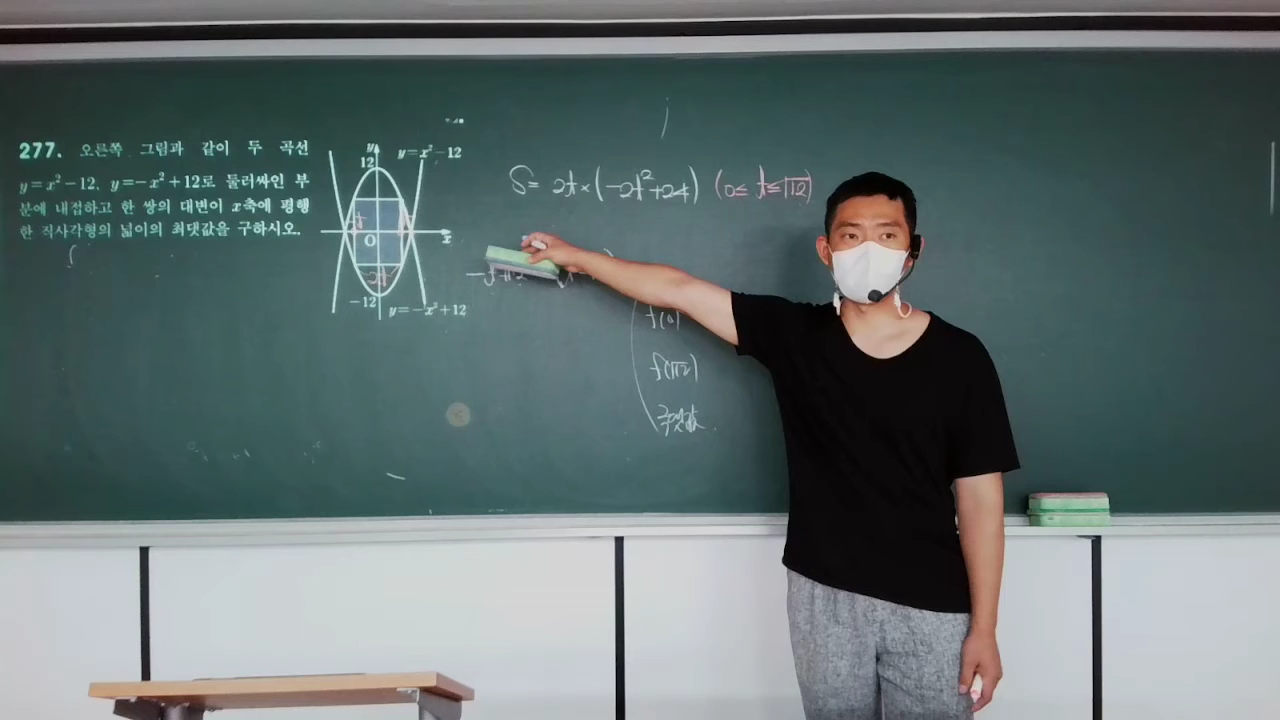 277. 오른쪽 그림과 같이 두 곡선
y=x²-12, y=-x²+12로 둘러싸인 부
분에 내접하고 한 쌍의 대변이 x축에 평행
한 직사각형의 넓이의 최댓값을 구하시오.
y
12
y=x²-12
O
x
-12
y=-x²+12
S= 2t×(-2t²+24) (0≤t≤√12)
f(0)
f(√12)
극댓값